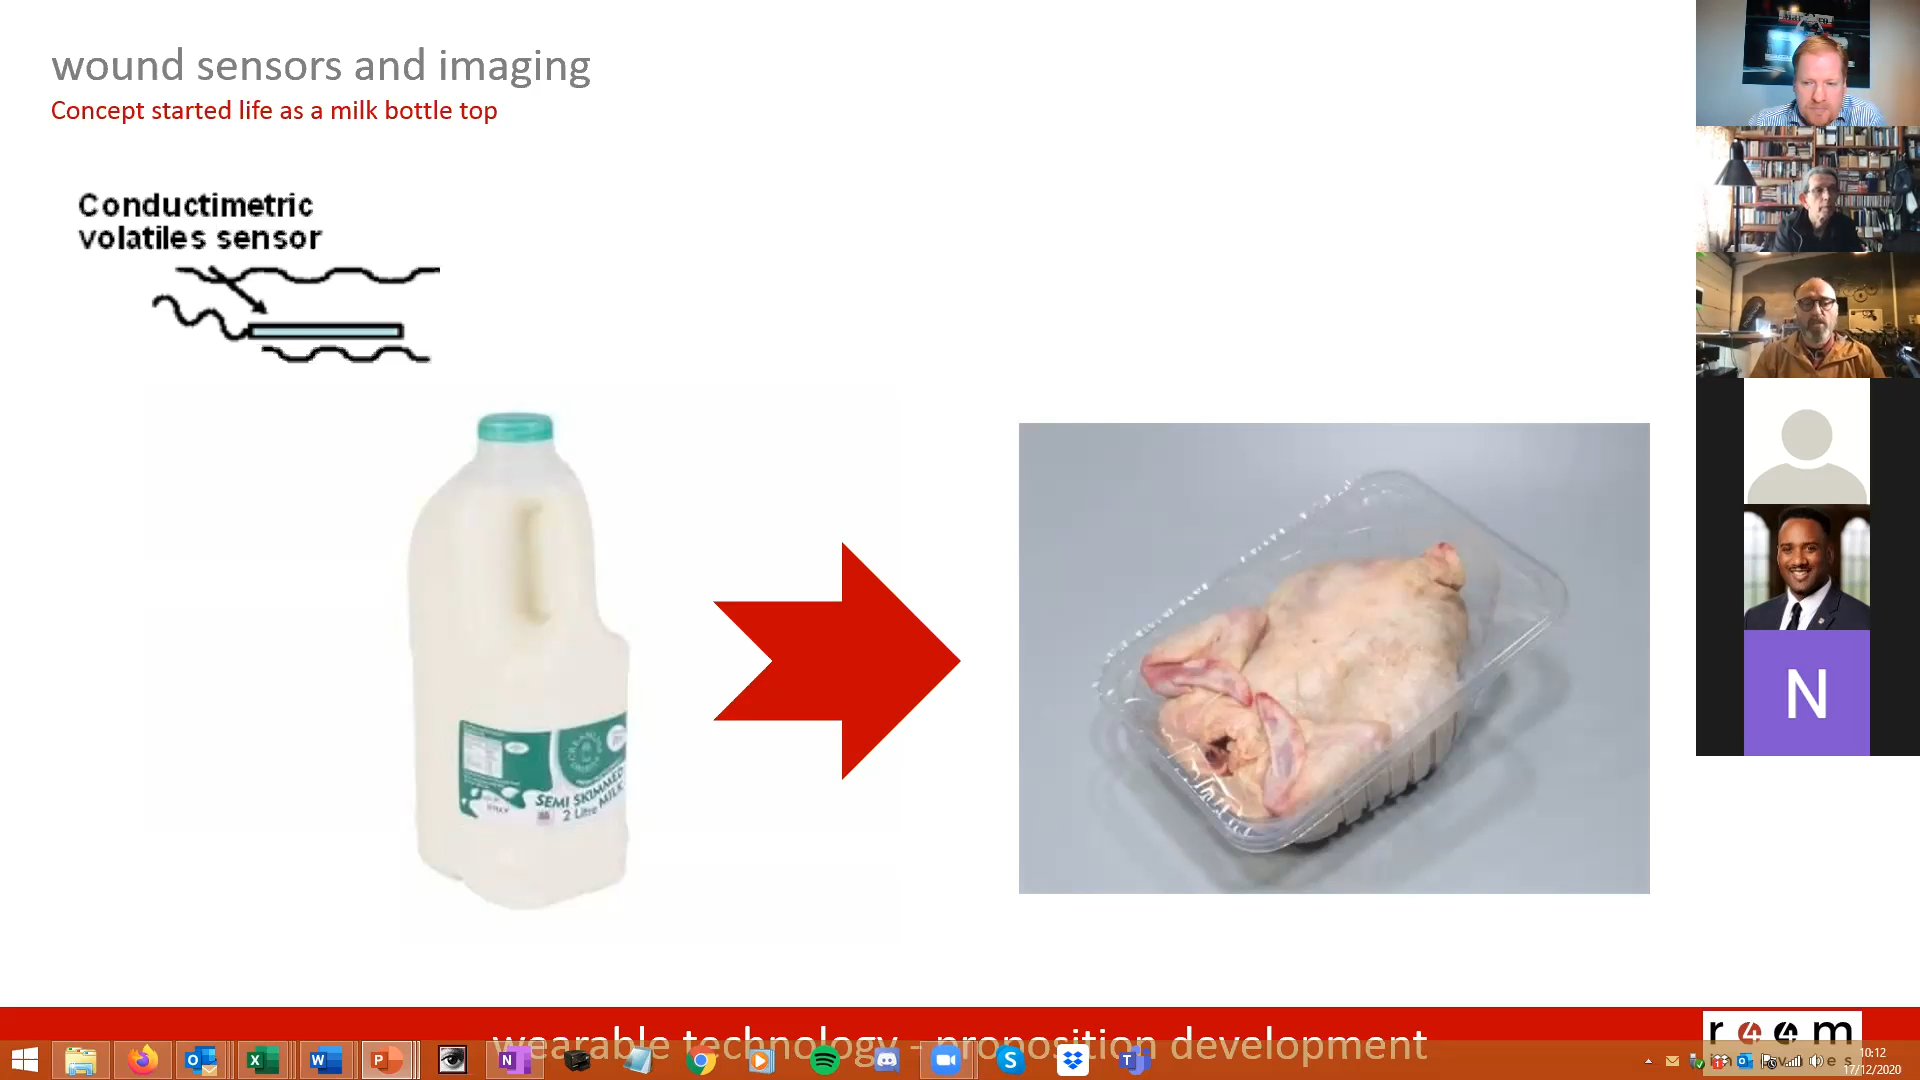 wound sensors and imaging
Concept started life as a milk bottle top
Conductimetric
volatiles sensor
SEMI SKIMMED
2 Litre MILK
N
wearable technology - proposition development
r44m
10:12
17/12/2020